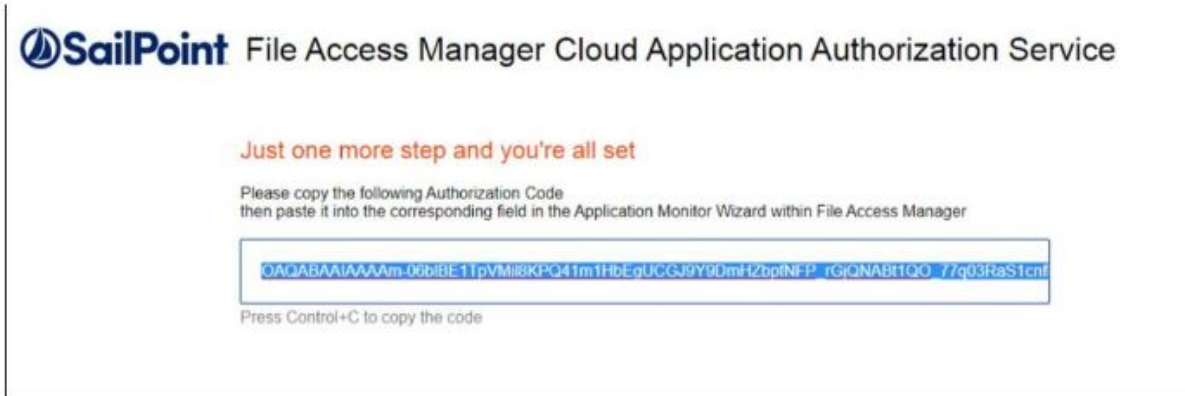 SailPoint File Access Manager Cloud Application Authorization Service
Just one more step and you're all set
Please copy the following Authorization Code
then paste it into the corresponding field in the Application Monitor Wizard within File Access Manager
Press Control+C to copy the code